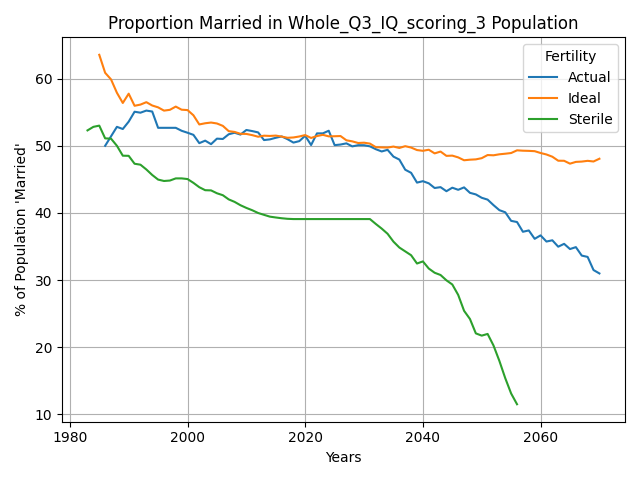 Proportion Married in Whole_Q3_IQ_scoring_3 Population
Fertility
Actual
Ideal
Sterile
% of Population 'Married'
60
50
40
30
20
10
1980
2000
2020
2040
2060
Years